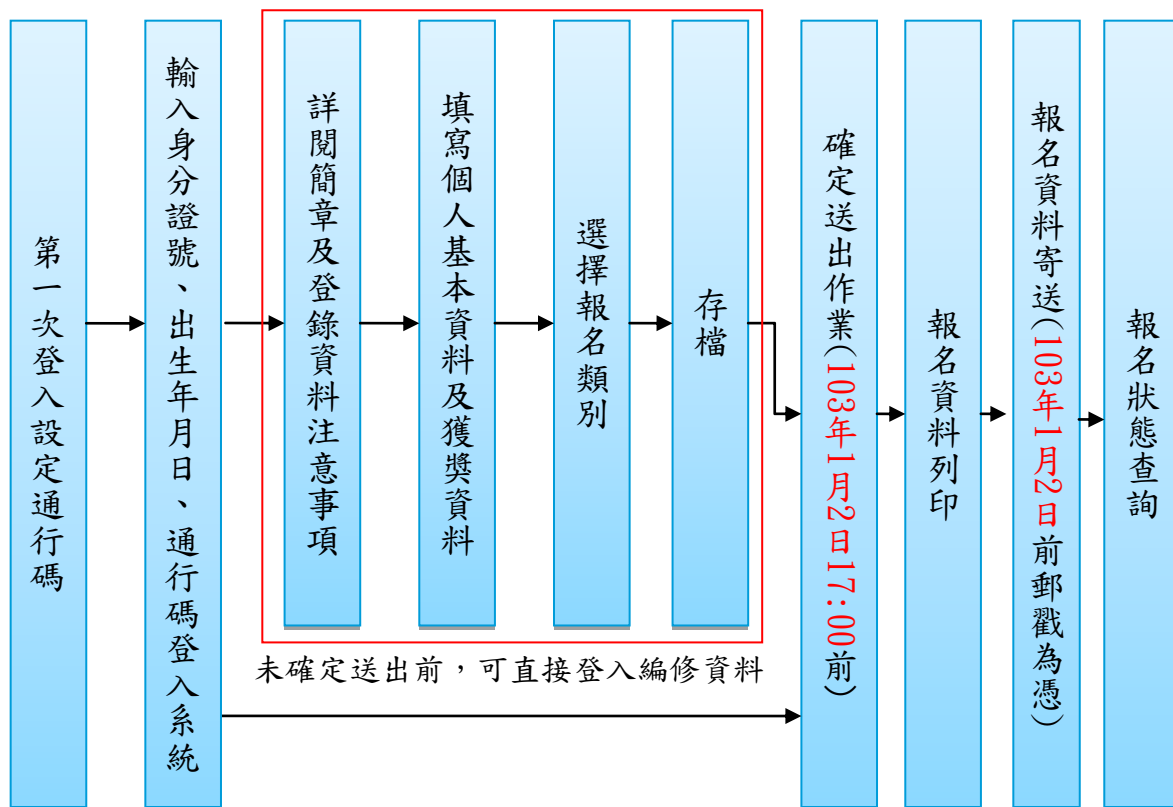 第一次登入設定通行碼
輸入身分證號、出生年月日、通行碼登入系統
詳閱簡章及登錄資料注意事項
填寫個人基本資料及獲獎資料
選擇報名類別
存檔
未確定送出前，可直接登入編修資料
確定送出作業(103年1月2日17:00前)
報名資料列印
報名資料寄送(103年1月2日前郵戳為憑)
報名狀態查詢